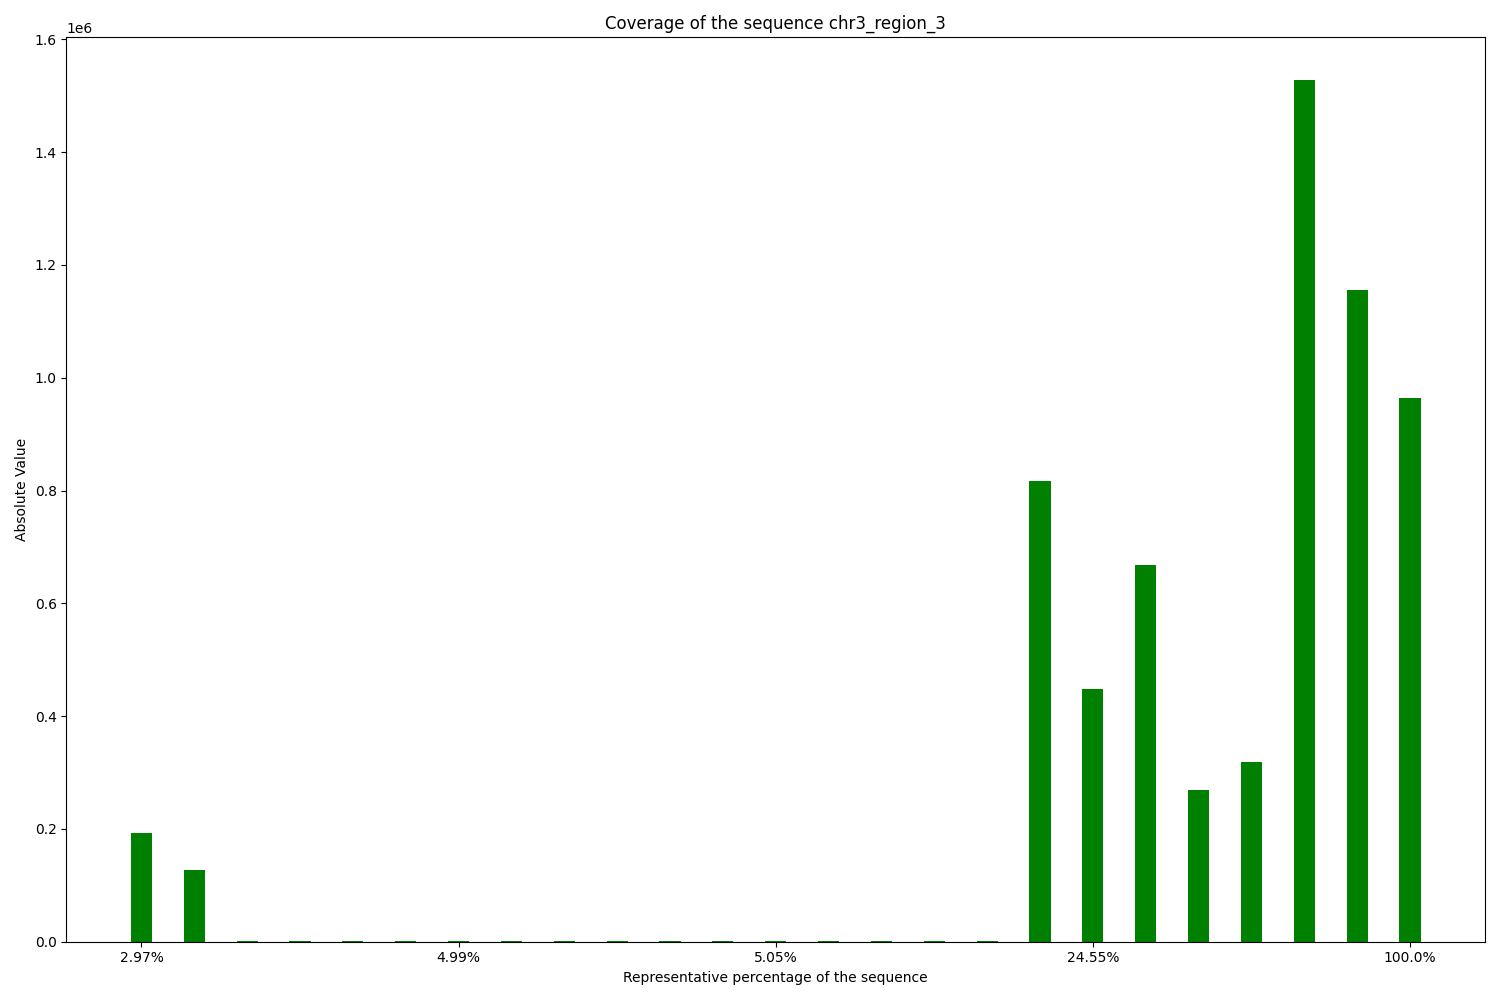 Coverage of the sequence chr3_region_3
1e6
1.6
1.4
1.2
1.0
0.8
0.6
0.4
0.2
0.0
Absolute Value
2.97% 4.99% 5.05% 24.55% 100.0%
Representative percentage of the sequence